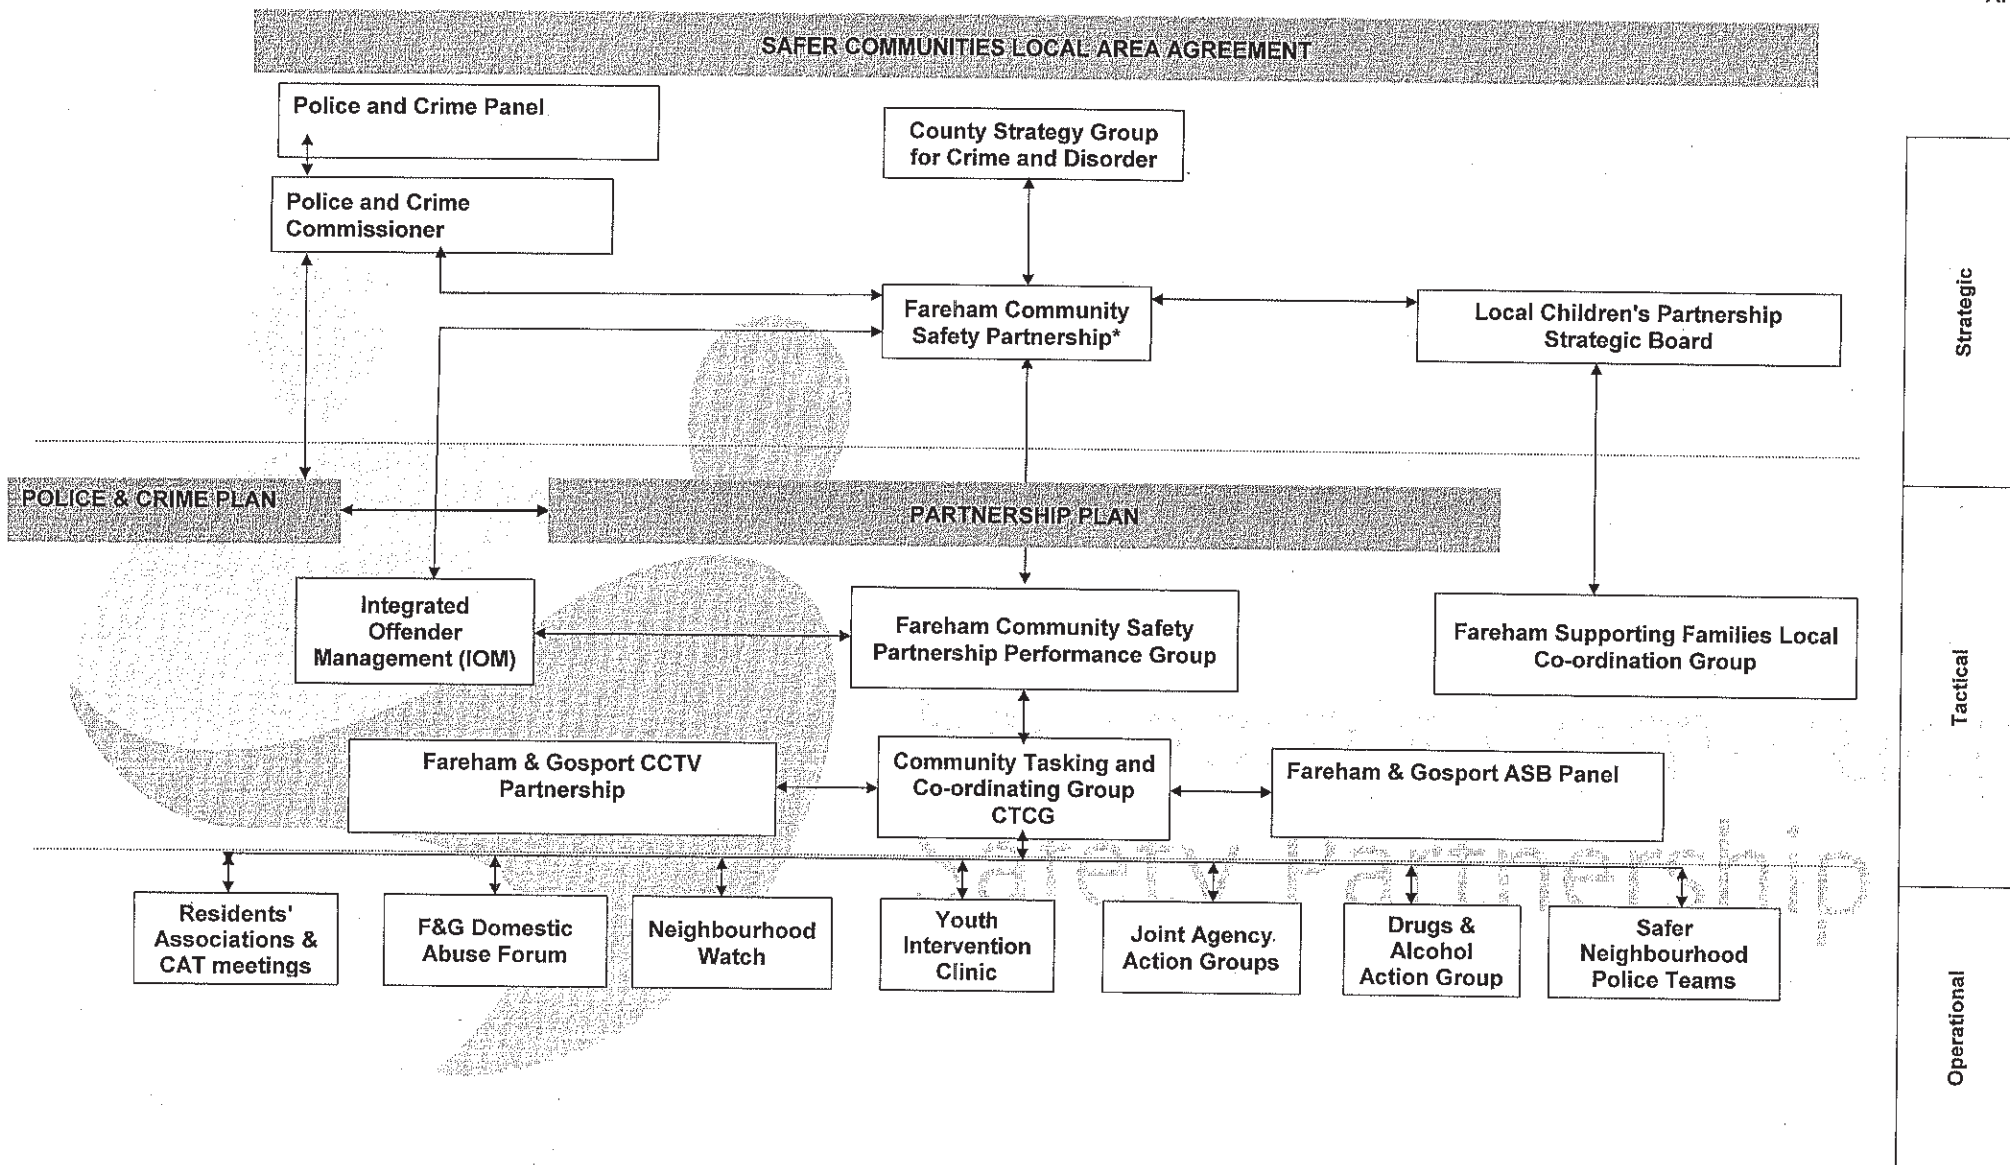 SAFER COMMUNITIES LOCAL AREA AGREEMENT
Police and Crime Panel
County Strategy Group
for Crime and Disorder
Police and Crime
Commissioner
Fareham Community
Safety Partnership*
Local Children's Partnership
Strategic Board
Strategic
POLICE & CRIME PLAN
PARTNERSHIP PLAN
Integrated
Offender
Management (IOM)
Fareham Community Safety
Partnership Performance Group
Fareham Supporting Families Local
Co-ordination Group
Tactical
Fareham & Gosport CCTV
Partnership
Community Tasking and
Co-ordinating Group
CTCG
Fareham & Gosport ASB Panel
Safety Partnership
Residents'
Associations &
CAT meetings
F&G Domestic
Abuse Forum
Neighbourhood
Watch
Youth
Intervention
Clinic
Joint Agency
Action Groups
Drugs &
Alcohol
Action Group
Safer
Neighbourhood
Police Teams
Operational